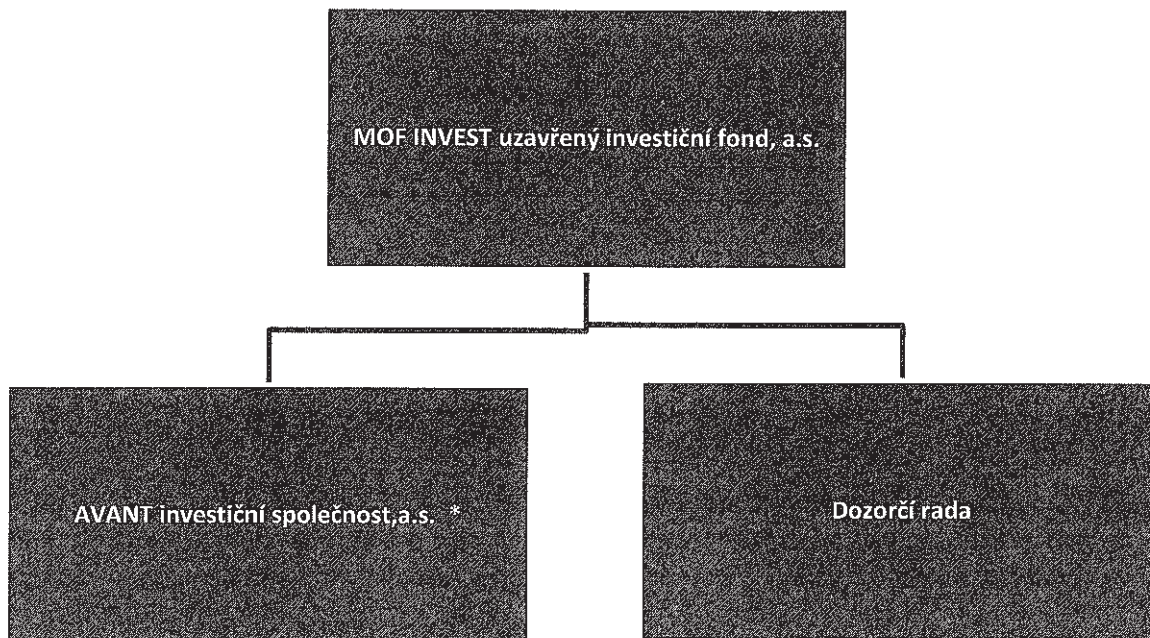 MOF INVEST uzavřený investiční fond, a.s.
AVANT investiční společnost,a.s. *
Dozorčí rada